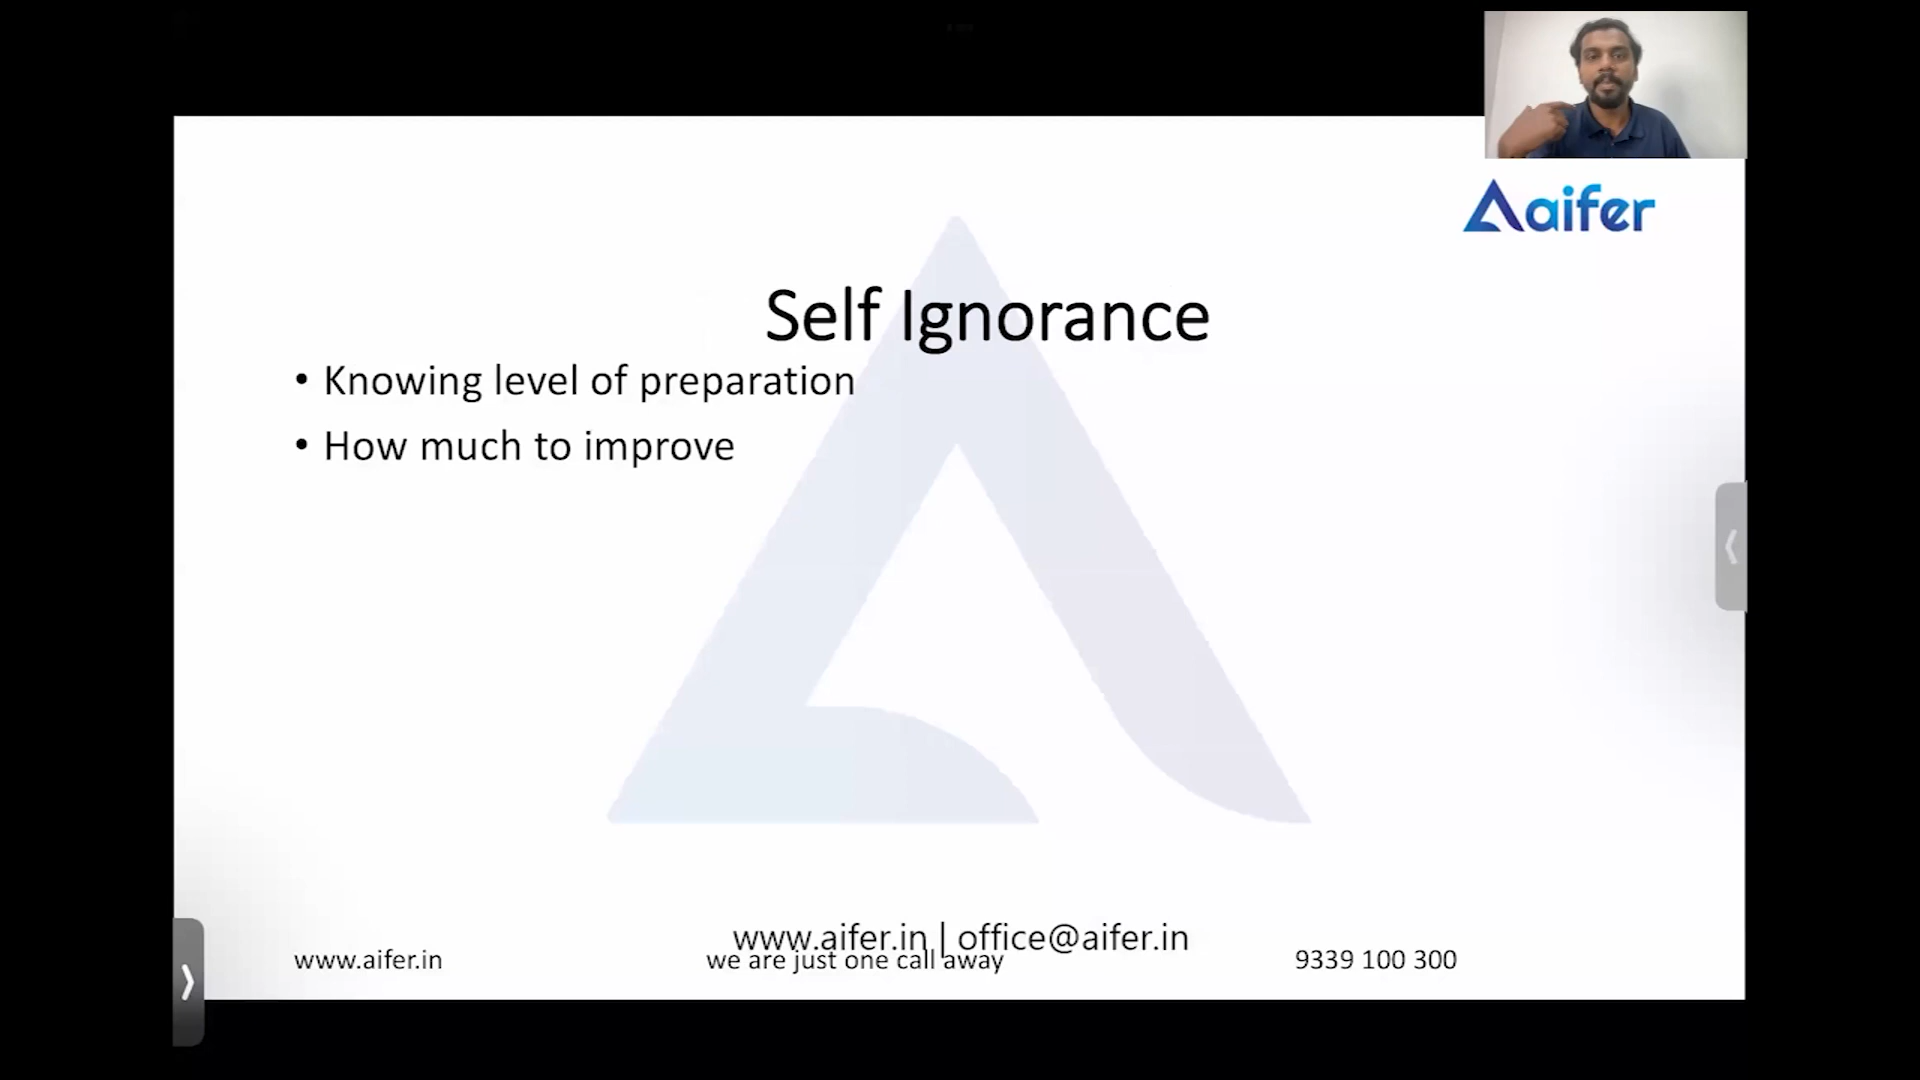 aifer
Self Ignorance
• Knowing level of preparation
• How much to improve
www.aifer.in | office@aifer.in
www.aifer.in we are just one call away 9339 100 300